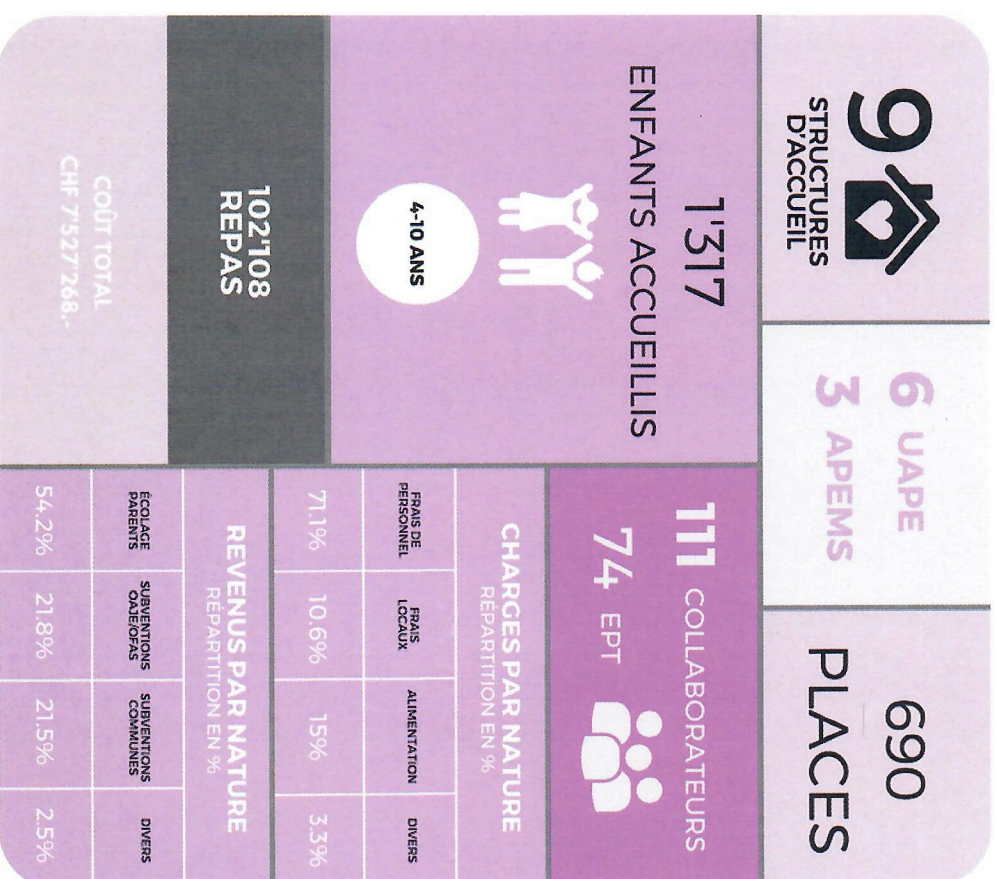 9
STRUCTURES
D'ACCUEIL
6 UAPE
3 APEMS
690
PLACES
1'317
ENFANTS ACCUEILLIS
4-10 ANS
111 COLLABORATEURS
74 EPT
102'108
REPAS
CHARGES PAR NATURE
RÉPARTITION EN %
FRAIS DE
PERSONNEL
FRAIS
LOCAUX
ALIMENTATION
DIVERS
71.1%
10.6%
15%
3.3%
COÛT TOTAL
CHF 7'527'268.-
REVENUS PAR NATURE
RÉPARTITION EN %
ÉCOLAGE
PARENTS
SUBVENTIONS
OAJE/OFAS
SUBVENTIONS
COMMUNES
DIVERS
54.2%
21.8%
21.5%
2.5%